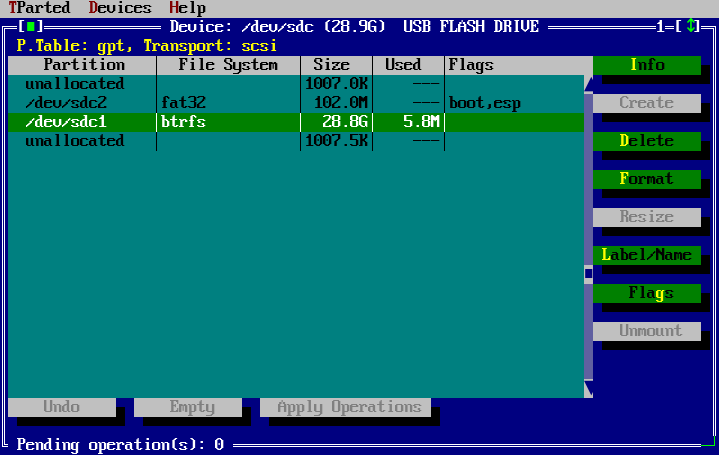 TParted Devices Help
[■] Device: /dev/sdc (28.9G) USB FLASH DRIVE 1=[↕]
P.Table: gpt, Transport: scsi
Partition File System Size Used Flags
unallocated 1007.0K ---
/dev/sdc2 fat32 102.0M --- boot,esp
/dev/sdc1 btrfs 28.8G 5.8M
unallocated 1007.5K ---
Info
Create
Delete
Format
Resize
Label/Name
Flags
Unmount
Undo Empty Apply Operations
Pending operation(s): 0